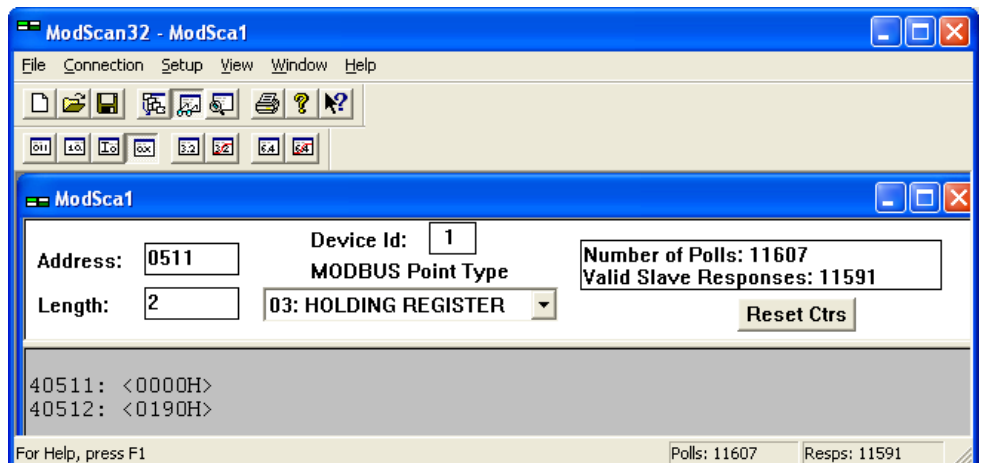 ModScan32 - ModSca1
File Connection Setup View Window Help
ModSca1
Address: 0511
Device Id: 1
MODBUS Point Type
Length: 2
03: HOLDING REGISTER
Number of Polls: 11607
Valid Slave Responses: 11591
Reset Ctrs
40511: <0000H>
40512: <0190H>
For Help, press F1
Polls: 11607
Resps: 11591